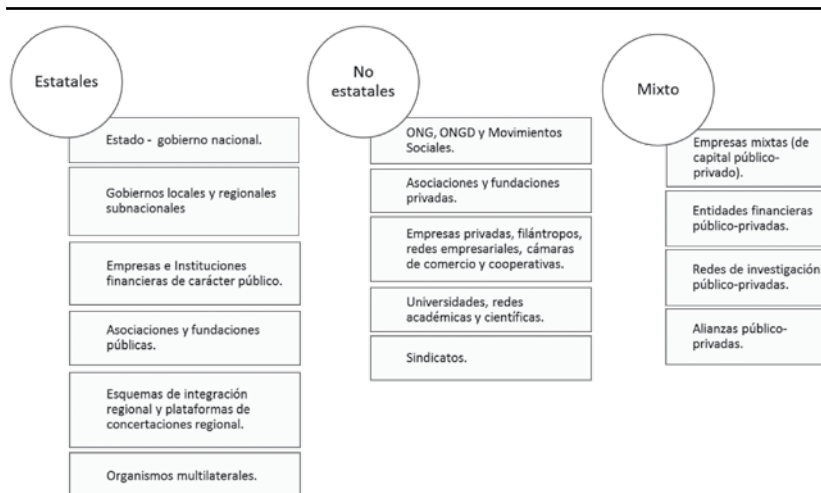 Estatales
Estado - gobierno nacional.
Gobiernos locales y regionales
subnacionales
Empresas e Instituciones
financieras de carácter público.
Asociaciones y fundaciones
públicas.
Esquemas de integración
regional y plataformas de
concertaciones regional.
Organismos multilaterales.
No
estatales
ONG, ONGD y Movimientos
Sociales.
Asociaciones y fundaciones
privadas.
Empresas privadas, filántropos,
redes empresariales, cámaras
de comercio y cooperativas.
Universidades, redes
académicas y científicas.
Sindicatos.
Mixto
Empresas mixtas (de
capital público-
privado).
Entidades financieras
público-privadas.
Redes de investigación
público-privadas.
Alianzas público-
privadas.